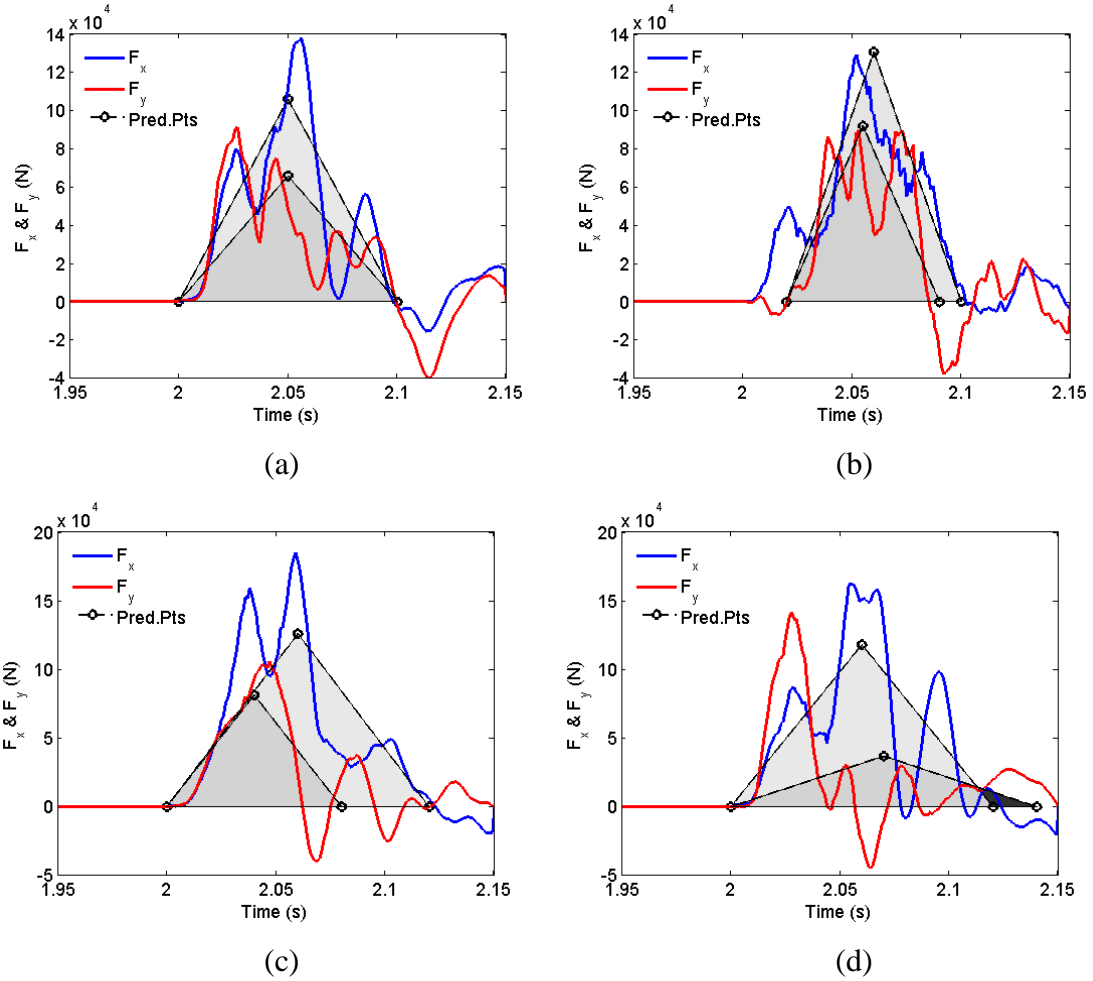 x 10^4
14
12
10
8
6
4
2
0
-2
-4
F_x & F_y (N)
F_x
F_y
Pred.Pts
1.95 2 2.05 2.1 2.15
Time (s)
(a)
x 10^4
14
12
10
8
6
4
2
0
-2
-4
F_x & F_y (N)
F_x
F_y
Pred.Pts
1.95 2 2.05 2.1 2.15
Time (s)
(b)
x 10^4
20
15
10
5
0
-5
F_x & F_y (N)
F_x
F_y
Pred.Pts
1.95 2 2.05 2.1 2.15
Time (s)
(c)
x 10^4
20
15
10
5
0
-5
F_x & F_y (N)
F_x
F_y
Pred.Pts
1.95 2 2.05 2.1 2.15
Time (s)
(d)